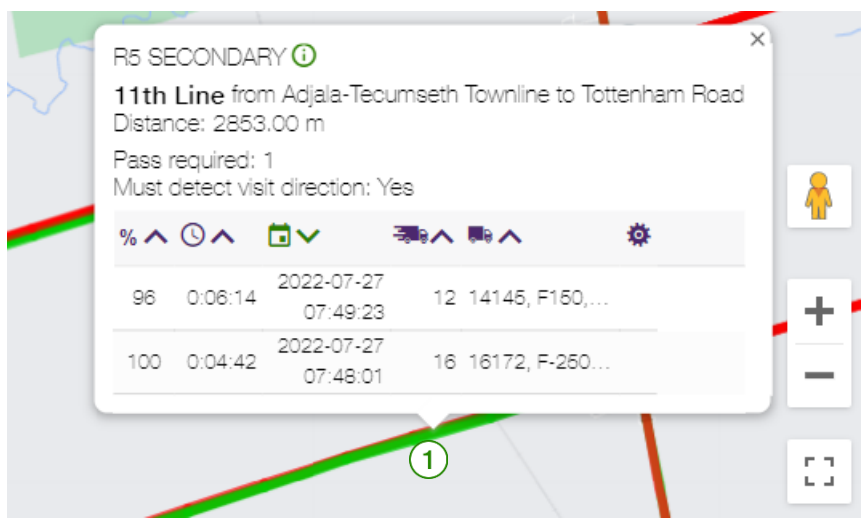 R5 SECONDARY
11th Line from Adjala-Tecumseth Townline to Tottenham Road
Distance: 2853.00 m
Pass required: 1
Must detect visit direction: Yes
%
96 0:06:14 2022-07-27 07:49:23 12 14145, F150,...
100 0:04:42 2022-07-27 07:48:01 16 16172, F-250...
1